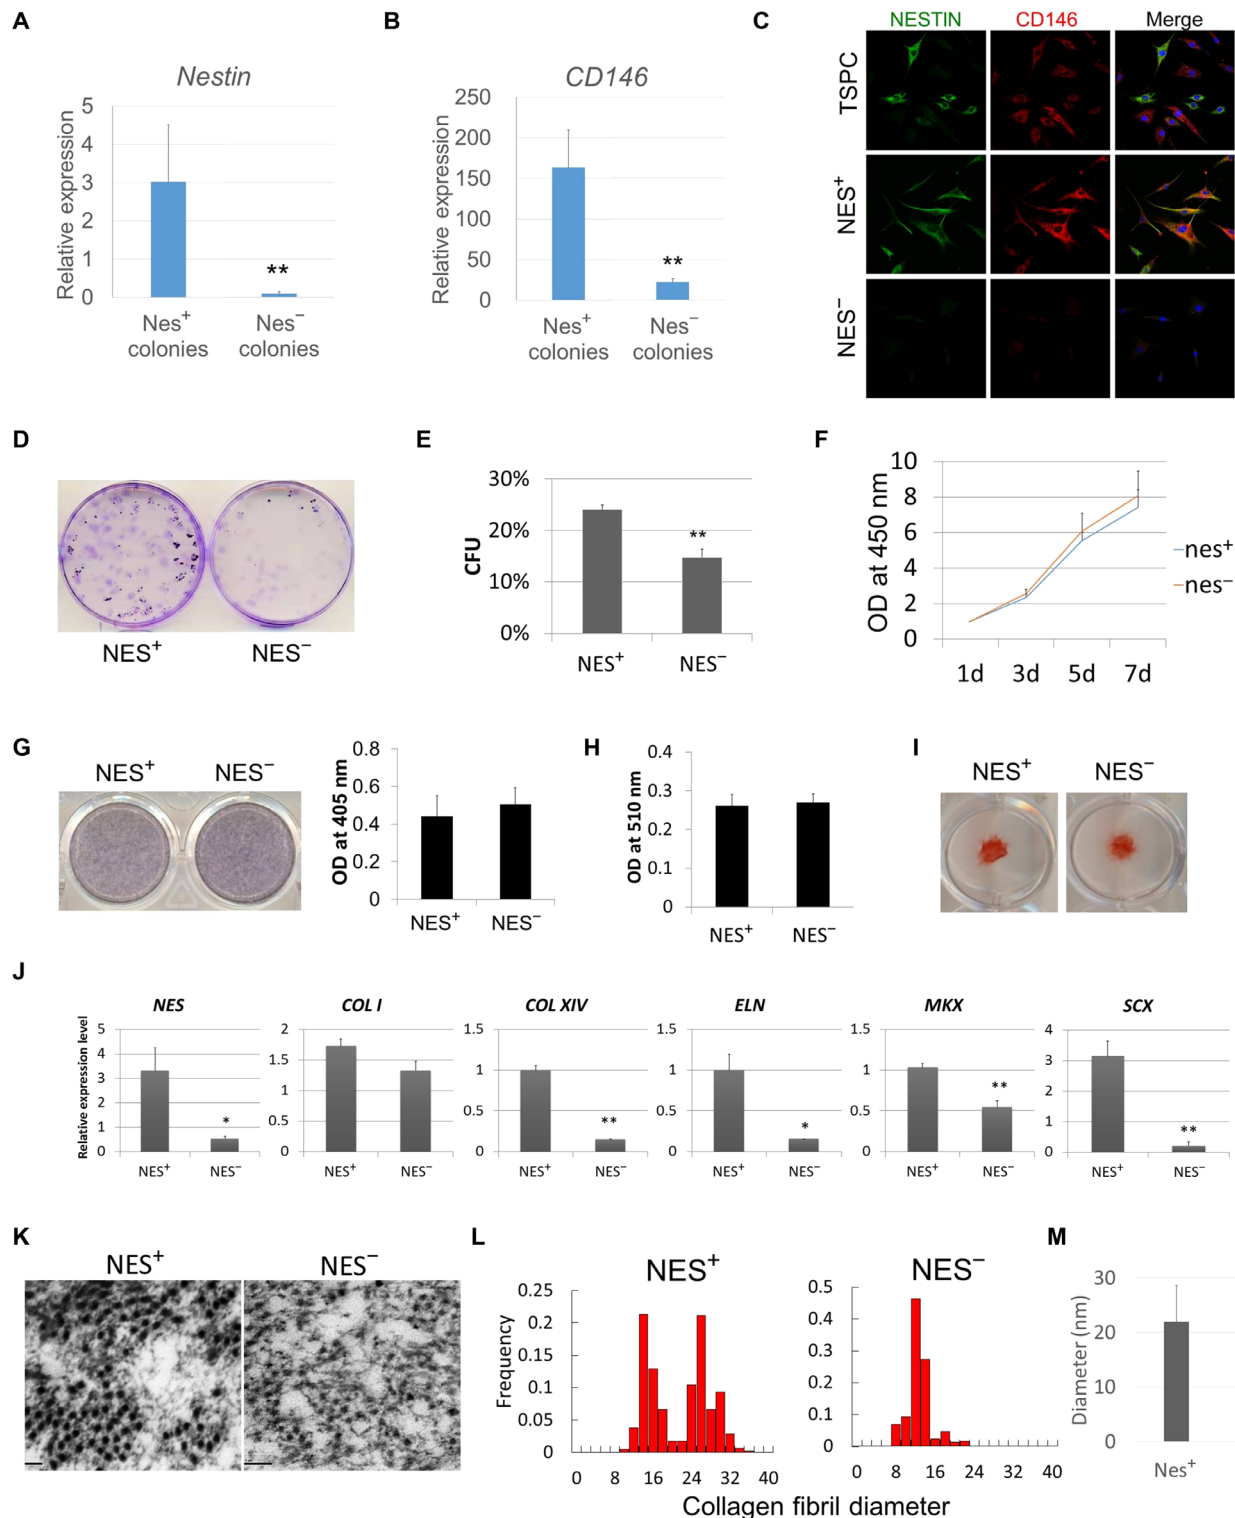 A
Nestin
Relative expression
5
4
3
2
1
0
**
Nes+ colonies
Nes− colonies
B
CD146
Relative expression
250
200
150
100
50
0
**
Nes+ colonies
Nes− colonies
C
NESTIN CD146 Merge
TSPC
NES+
NES−
D
NES+ NES−
E
CFU
30%
20%
10%
0%
**
NES+ NES−
F
OD at 450 nm
10
8
6
4
2
0
1d 3d 5d 7d
nes+
nes−
G
NES+ NES−
OD at 405 nm
0.8
0.6
0.4
0.2
0
NES+ NES−
H
OD at 510 nm
0.4
0.3
0.2
0.1
0
NES+ NES−
I
NES+ NES−
J
Relative expression level
NES
5
4
3
2
1
0
*
NES+ NES−
COL I
2
1.5
1
0.5
0
NES+ NES−
COL XIV
1.5
1
0.5
0
**
NES+ NES−
ELN
1.5
1
0.5
0
*
NES+ NES−
MKX
1.5
1
0.5
0
**
NES+ NES−
SCX
4
3
2
1
0
**
NES+ NES−
K
NES+ NES−
L
NES+
Frequency
0.25
0.2
0.15
0.1
0.05
0
0 8 16 24 32 40
NES−
0.5
0.4
0.3
0.2
0.1
0
0 8 16 24 32 40
Collagen fibril diameter
M
Diameter (nm)
30
20
10
0
Nes+